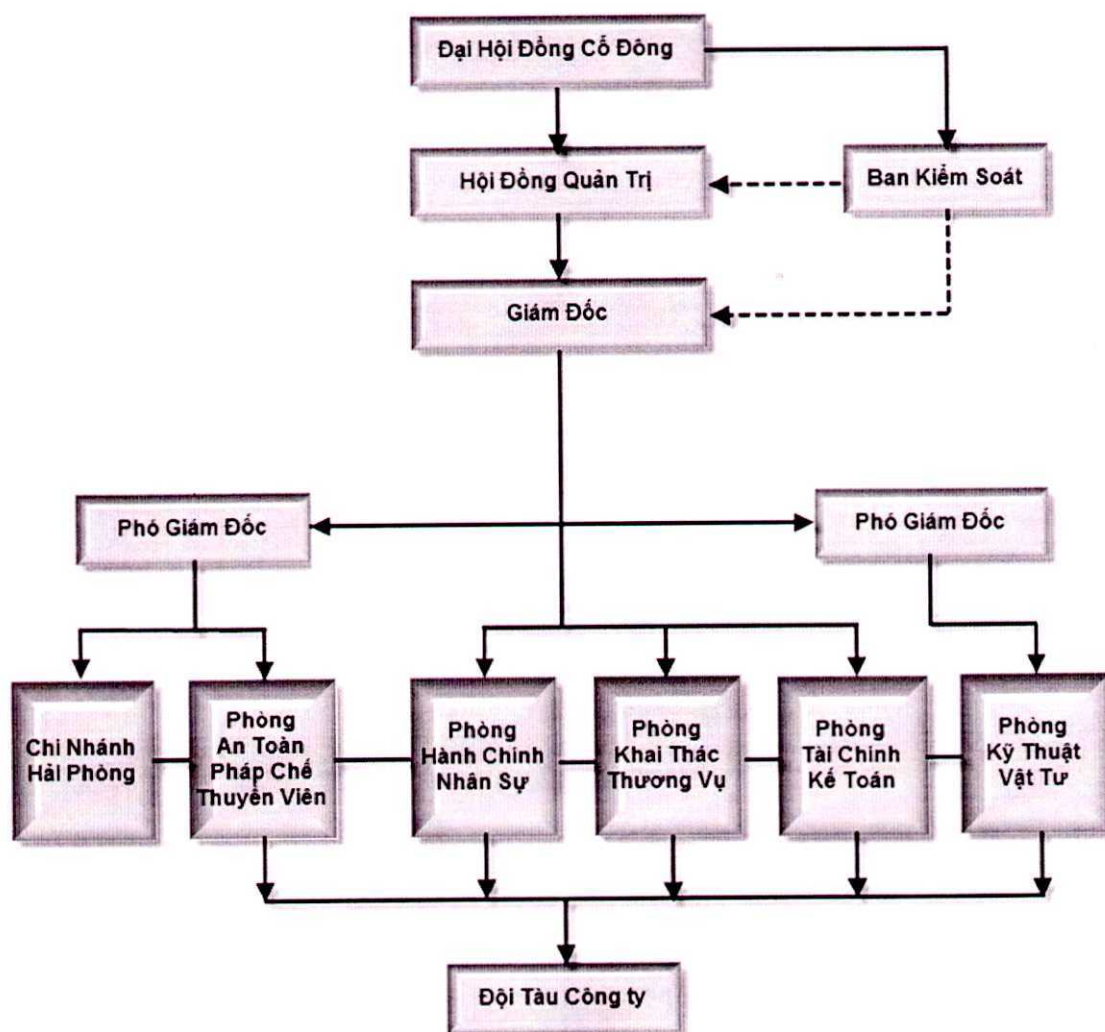 Đại Hội Đồng Cổ Đông
Hội Đồng Quản Trị
Ban Kiểm Soát
Giám Đốc
Phó Giám Đốc
Phó Giám Đốc
Chi Nhánh
Hải Phòng
Phòng
An Toàn
Pháp Chế
Thuyền Viên
Phòng
Hành Chính
Nhân Sự
Phòng
Khai Thác
Thương Vụ
Phòng
Tài Chính
Kế Toán
Phòng
Kỹ Thuật
Vật Tư
Đội Tàu Công ty